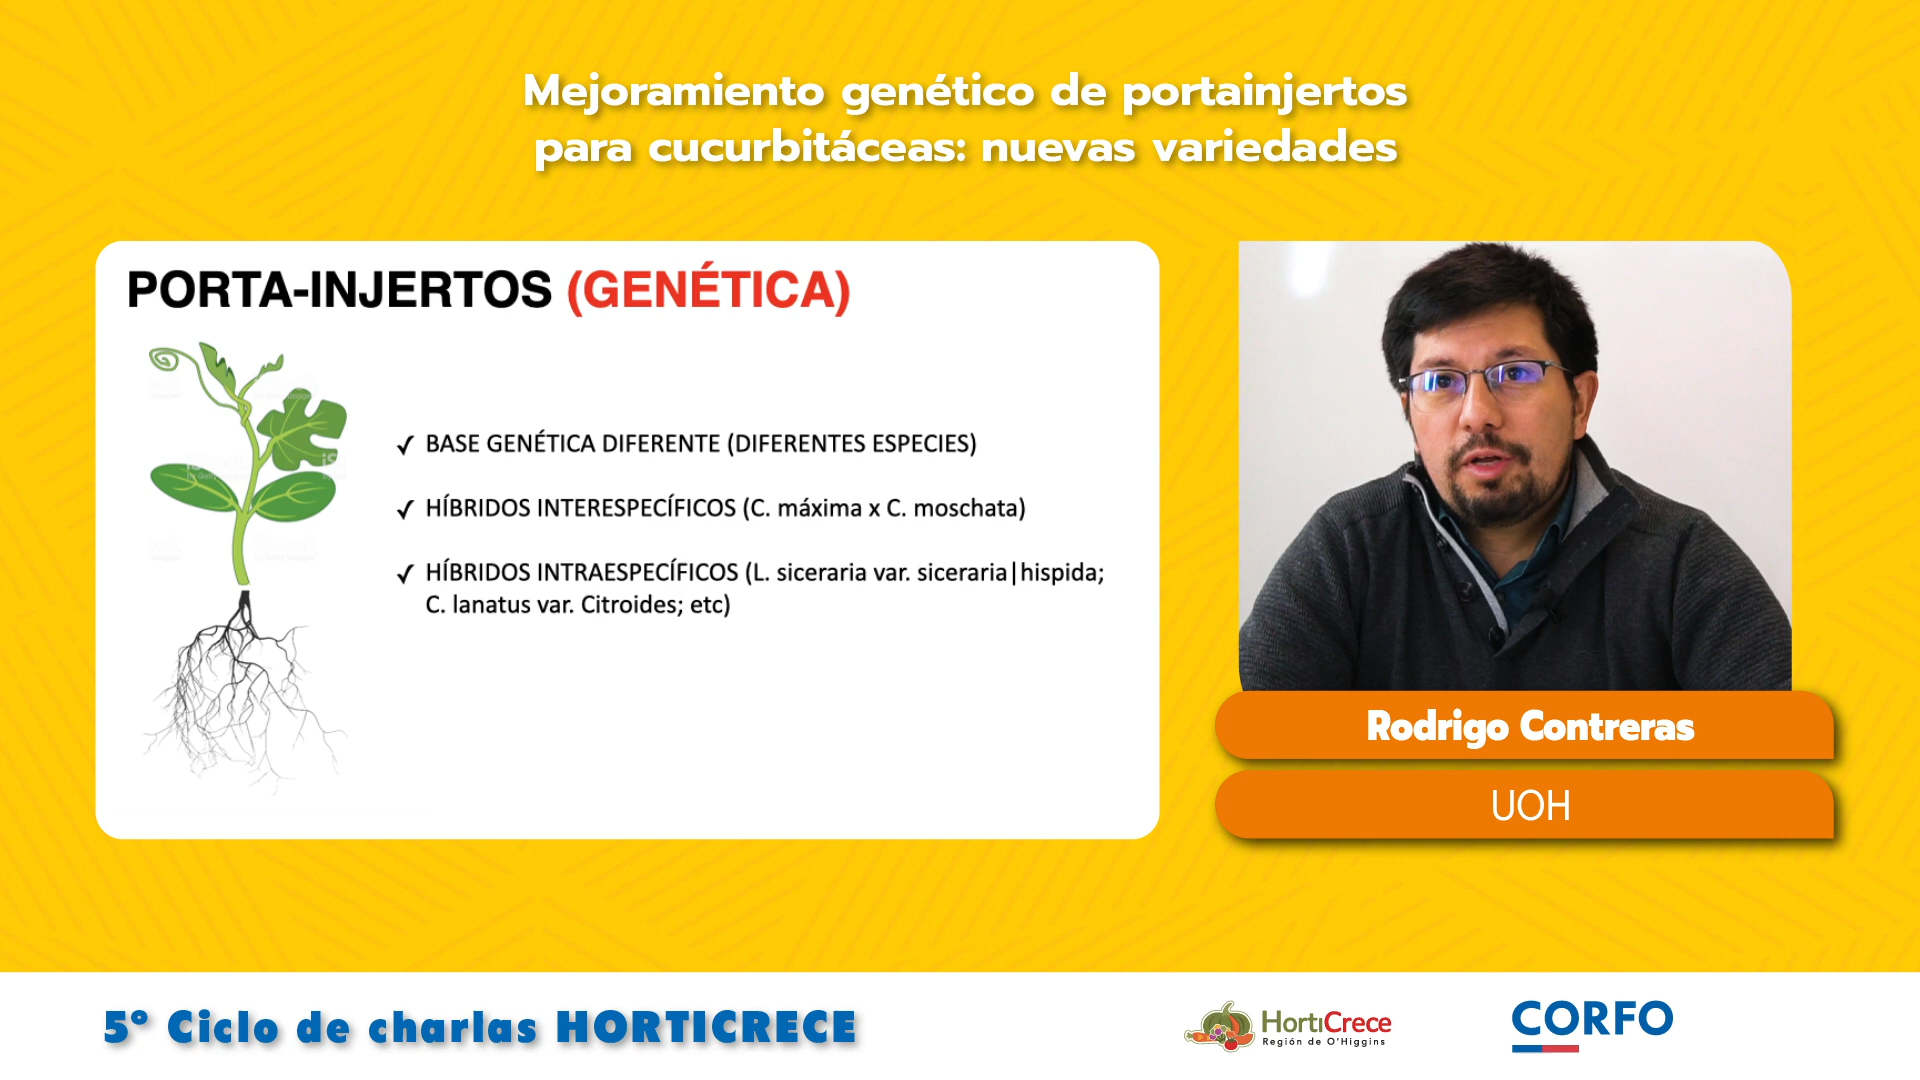 Mejoramiento genético de portainjertos
para cucurbitáceas: nuevas variedades
PORTA-INJERTOS (GENÉTICA)
✓ BASE GENÉTICA DIFERENTE (DIFERENTES ESPECIES)
✓ HÍBRIDOS INTERESPECÍFICOS (C. máxima x C. moschata)
✓ HÍBRIDOS INTRAESPECÍFICOS (L. siceraria var. siceraria|hispida;
C. lanatus var. Citroides; etc)
Rodrigo Contreras
UOH
5° Ciclo de charlas HORTICRECE
HortiCrece
Región de O'Higgins
CORFO